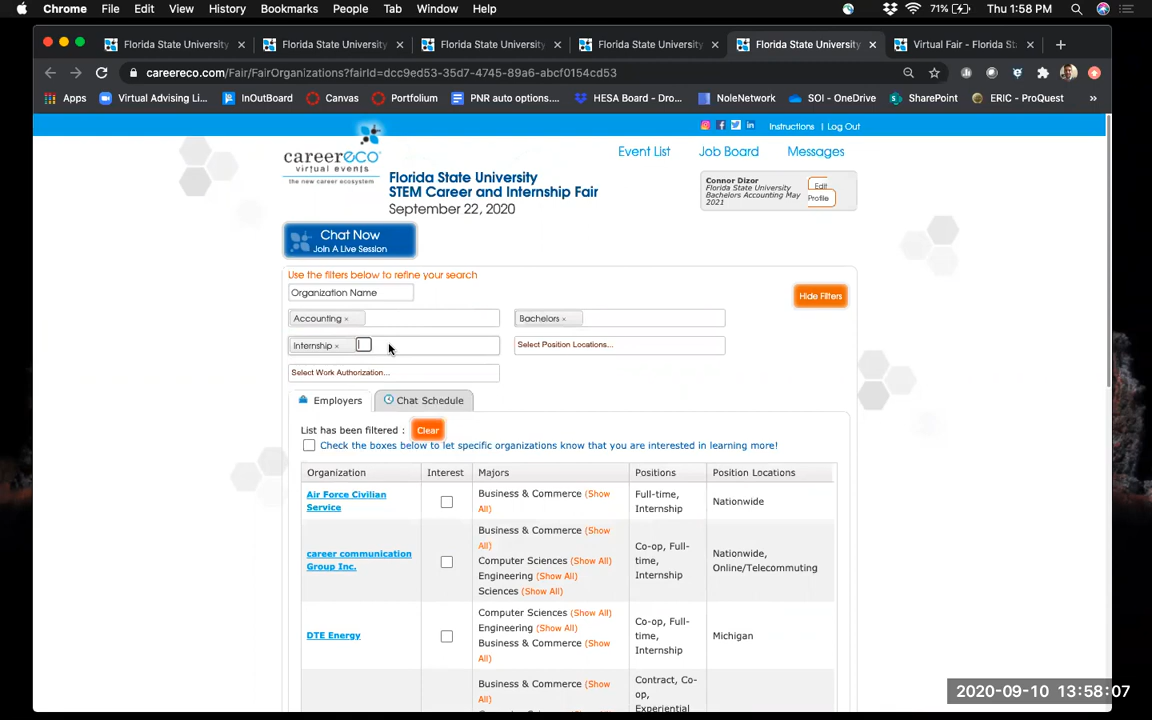 Chrome File Edit View History Bookmarks People Tab Window Help 71% Thu 1:58 PM
Florida State University × Florida State University × Florida State University × Florida State University × Florida State University × Virtual Fair - Florida S × +
careereco.com/Fair/FairOrganizations?fairId=dcc9ed53-35d7-4745-89a6-abcf0154cd53
Apps Virtual Advising Li... InOutBoard Canvas Portfolium PNR auto options.... HESA Board - Dro... NoleNetwork SOI - OneDrive SharePoint ERIC - ProQuest »
Instructions | Log Out
careereco
virtual events
the new career ecosystem
Event List Job Board Messages
Florida State University
STEM Career and Internship Fair
September 22, 2020
Connor Dizor
Florida State University
Bachelors Accounting May
2021
Edit
Profile
Chat Now
Join A Live Session
Use the filters below to refine your search
Organization Name
Hide Filters
Accounting × Bachelors ×
Internship × Select Position Locations...
Select Work Authorization...
Employers Chat Schedule
List has been filtered : Clear
Check the boxes below to let specific organizations know that you are interested in learning more!
Organization Interest Majors Positions Position Locations
Air Force Civilian
Service
Business & Commerce (Show
All)
Full-time,
Internship
Nationwide
career communication
Group Inc.
Business & Commerce (Show
All)
Computer Sciences (Show All)
Engineering (Show All)
Sciences (Show All)
Co-op, Full-
time,
Internship
Nationwide,
Online/Telecommuting
DTE Energy
Computer Sciences (Show All)
Engineering (Show All)
Business & Commerce (Show
All)
Co-op, Full-
time,
Internship
Michigan
Business & Commerce (Show
All)
Contract, Co-
op,
Experiential
2020-09-10 13:58:07